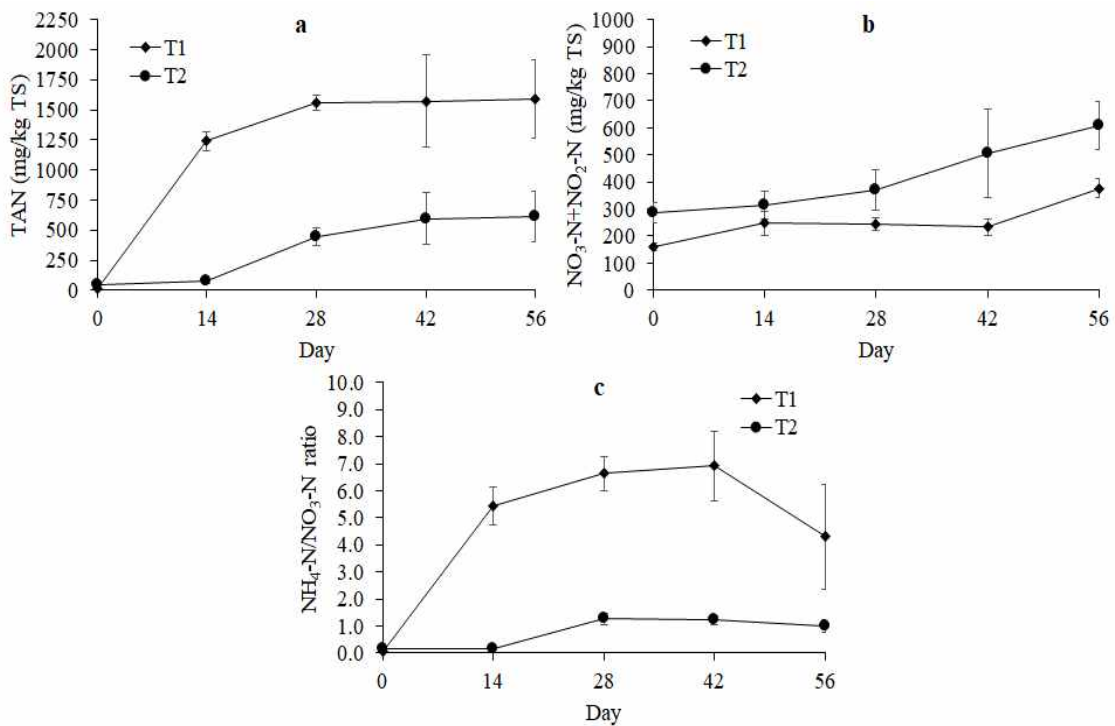 a
T1
T2
TAN (mg/kg TS)
2250
2000
1750
1500
1250
1000
750
500
250
0
0 14 28 42 56
Day
b
T1
T2
NO₃-N+NO₂-N (mg/kg TS)
1000
900
800
700
600
500
400
300
200
100
0
0 14 28 42 56
Day
c
T1
T2
NH₄-N/NO₃-N ratio
10.0
9.0
8.0
7.0
6.0
5.0
4.0
3.0
2.0
1.0
0.0
0 14 28 42 56
Day